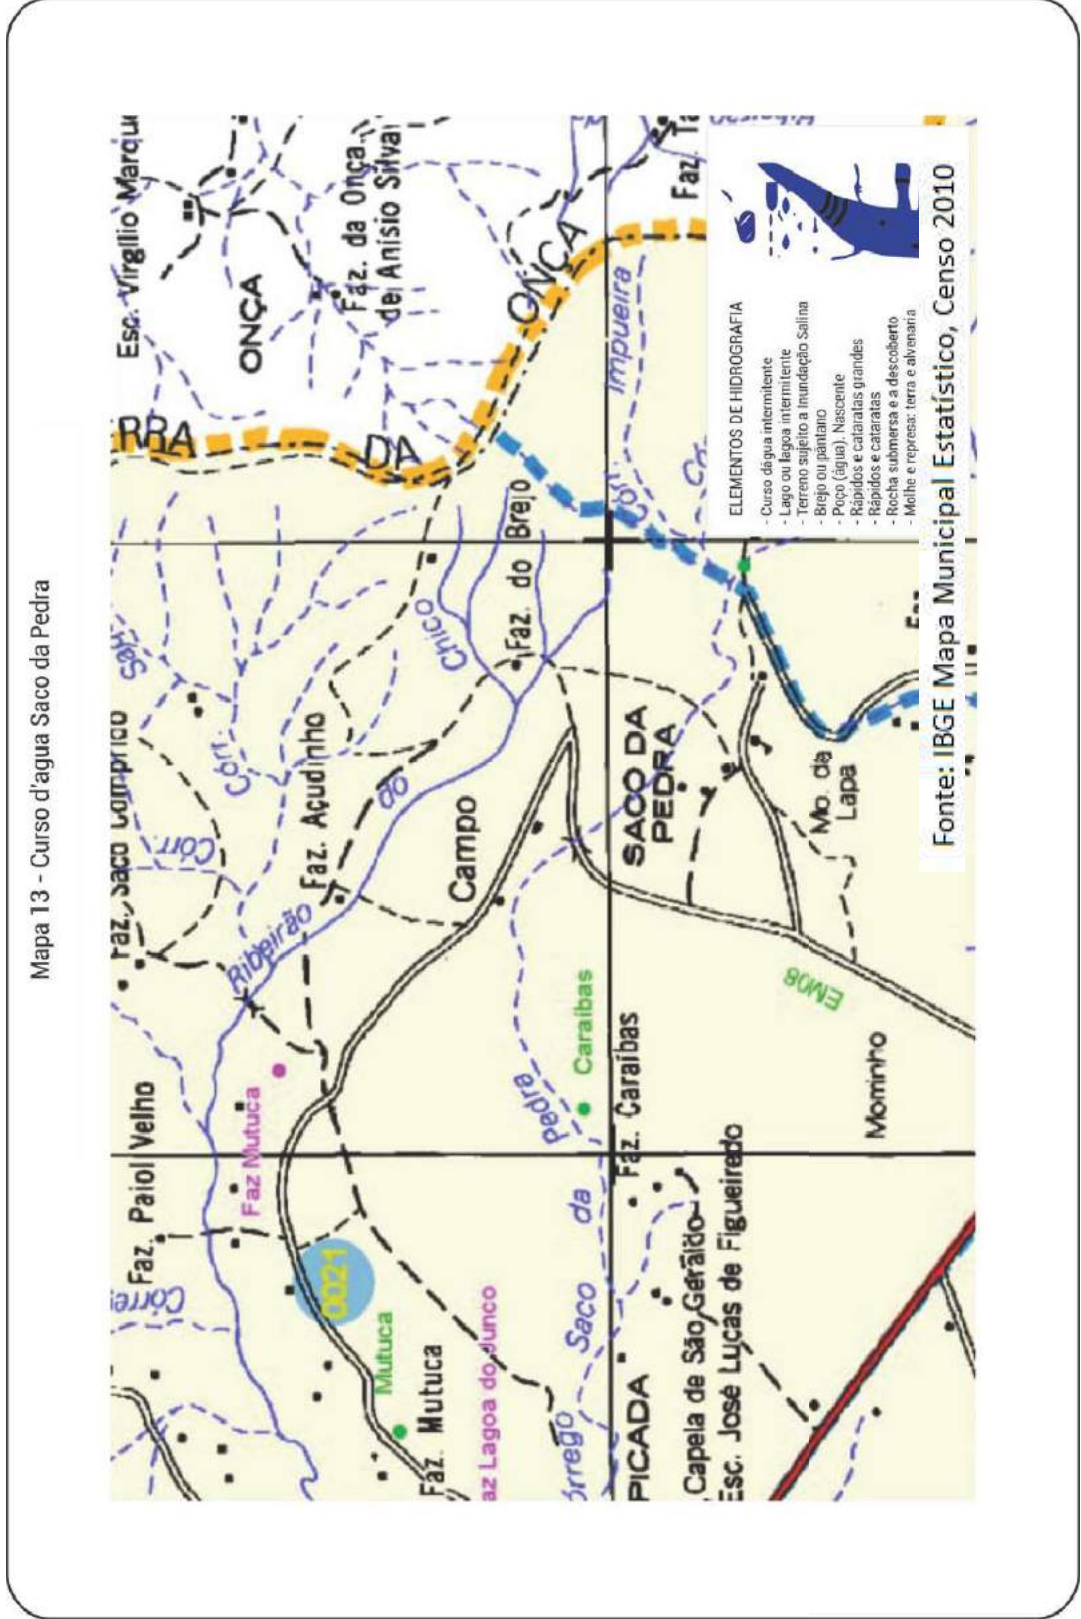 Mapa 13 - Curso d'agua Saco da Pedra
Esc. Virgílio Marqu
ONÇA
Faz. da Onça
de Anísio Silva
RRA
DA
ONÇA
Faz. Ta
Impueira
Faz. Saco Comprido
Córr.
Córr.
Faz. Açudinho
Chico
Faz. do Brejo
do
Ribeirão
Campo
SACO DA
PEDRA
Mo. da
Lapa
Faz. Paiol Velho
Faz Mutuca
Pedra
Caraíbas
Faz. Caraíbas
EM08
Mominho
Córre
0021
Mutuca
Faz. Mutuca
az Lagoa do Junco
órrego
Saco
da
PICADA
Capela de São Geraldo
Esc. José Lucas de Figueiredo
ELEMENTOS DE HIDROGRAFIA
- Curso dágua intermitente
- Lago ou lagoa intermitente
- Terreno sujeito a Inundação Salina
- Brejo ou pântano
- Poço (água). Nascente
- Rápidos e cataratas grandes
- Rápidos e cataratas
- Rocha submersa e a descoberto
- Molhe e represa: terra e alvenaria
Fonte: IBGE Mapa Municipal Estatístico, Censo 2010